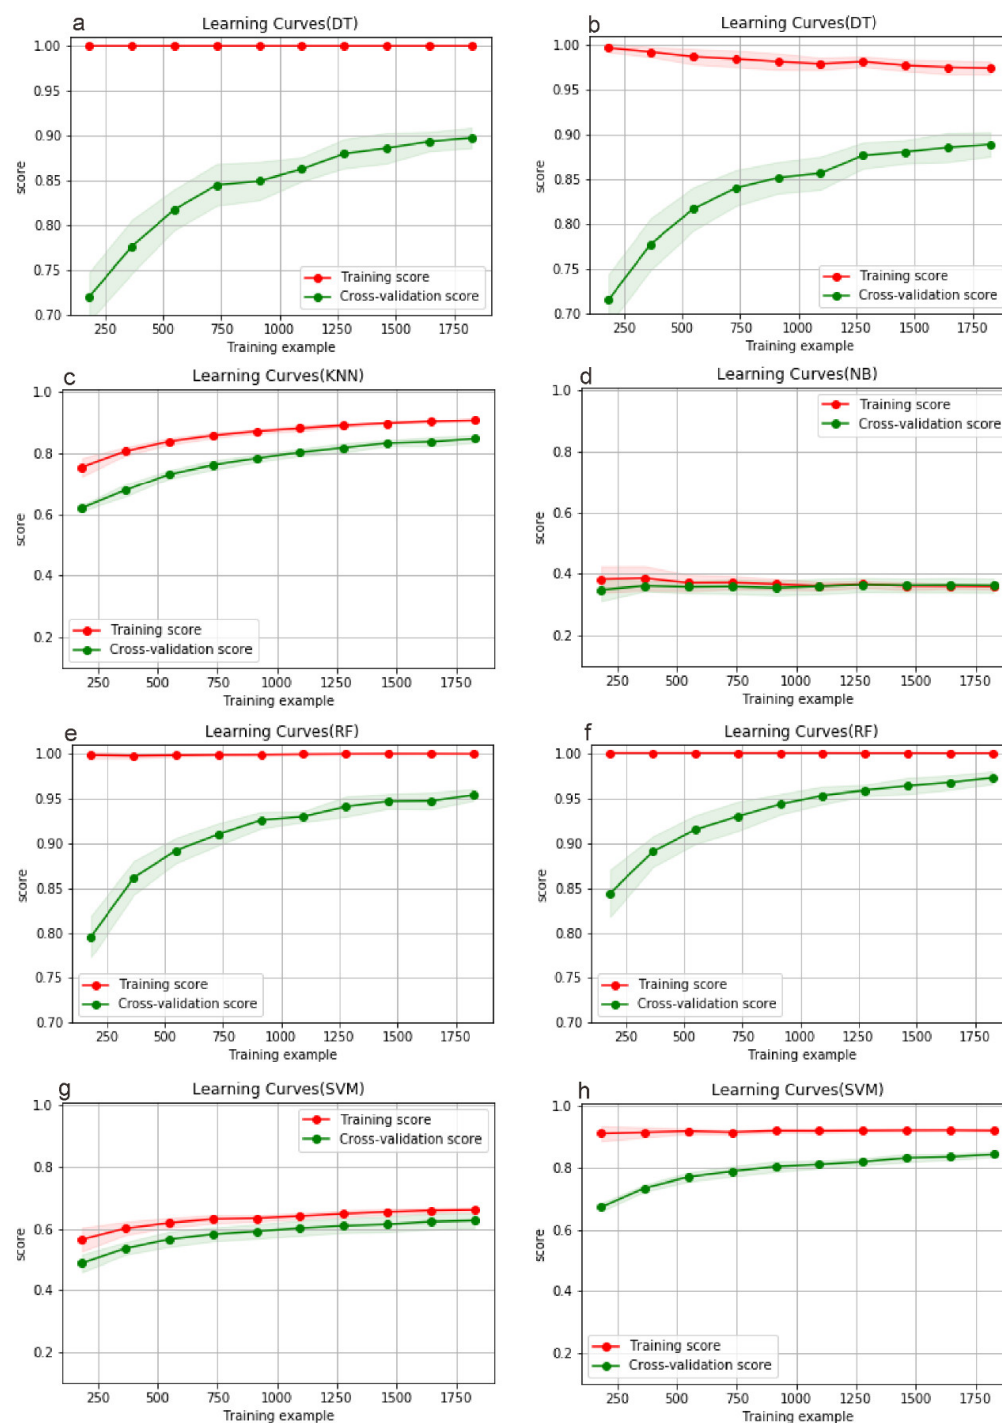 a
Learning Curves(DT)
1.00
0.95
0.90
0.85
0.80
0.75
0.70
score
250
500
750
1000
1250
1500
1750
Training example
Training score
Cross-validation score
b
Learning Curves(DT)
1.00
0.95
0.90
0.85
0.80
0.75
0.70
score
250
500
750
1000
1250
1500
1750
Training example
Training score
Cross-validation score
c
Learning Curves(KNN)
1.0
0.8
0.6
0.4
0.2
score
250
500
750
1000
1250
1500
1750
Training example
Training score
Cross-validation score
d
Learning Curves(NB)
1.0
0.8
0.6
0.4
0.2
score
250
500
750
1000
1250
1500
1750
Training example
Training score
Cross-validation score
e
Learning Curves(RF)
1.00
0.95
0.90
0.85
0.80
0.75
0.70
score
250
500
750
1000
1250
1500
1750
Training example
Training score
Cross-validation score
f
Learning Curves(RF)
1.00
0.95
0.90
0.85
0.80
0.75
0.70
score
250
500
750
1000
1250
1500
1750
Training example
Training score
Cross-validation score
g
Learning Curves(SVM)
1.0
0.8
0.6
0.4
0.2
score
250
500
750
1000
1250
1500
1750
Training example
Training score
Cross-validation score
h
Learning Curves(SVM)
1.0
0.8
0.6
0.4
0.2
score
250
500
750
1000
1250
1500
1750
Training example
Training score
Cross-validation score